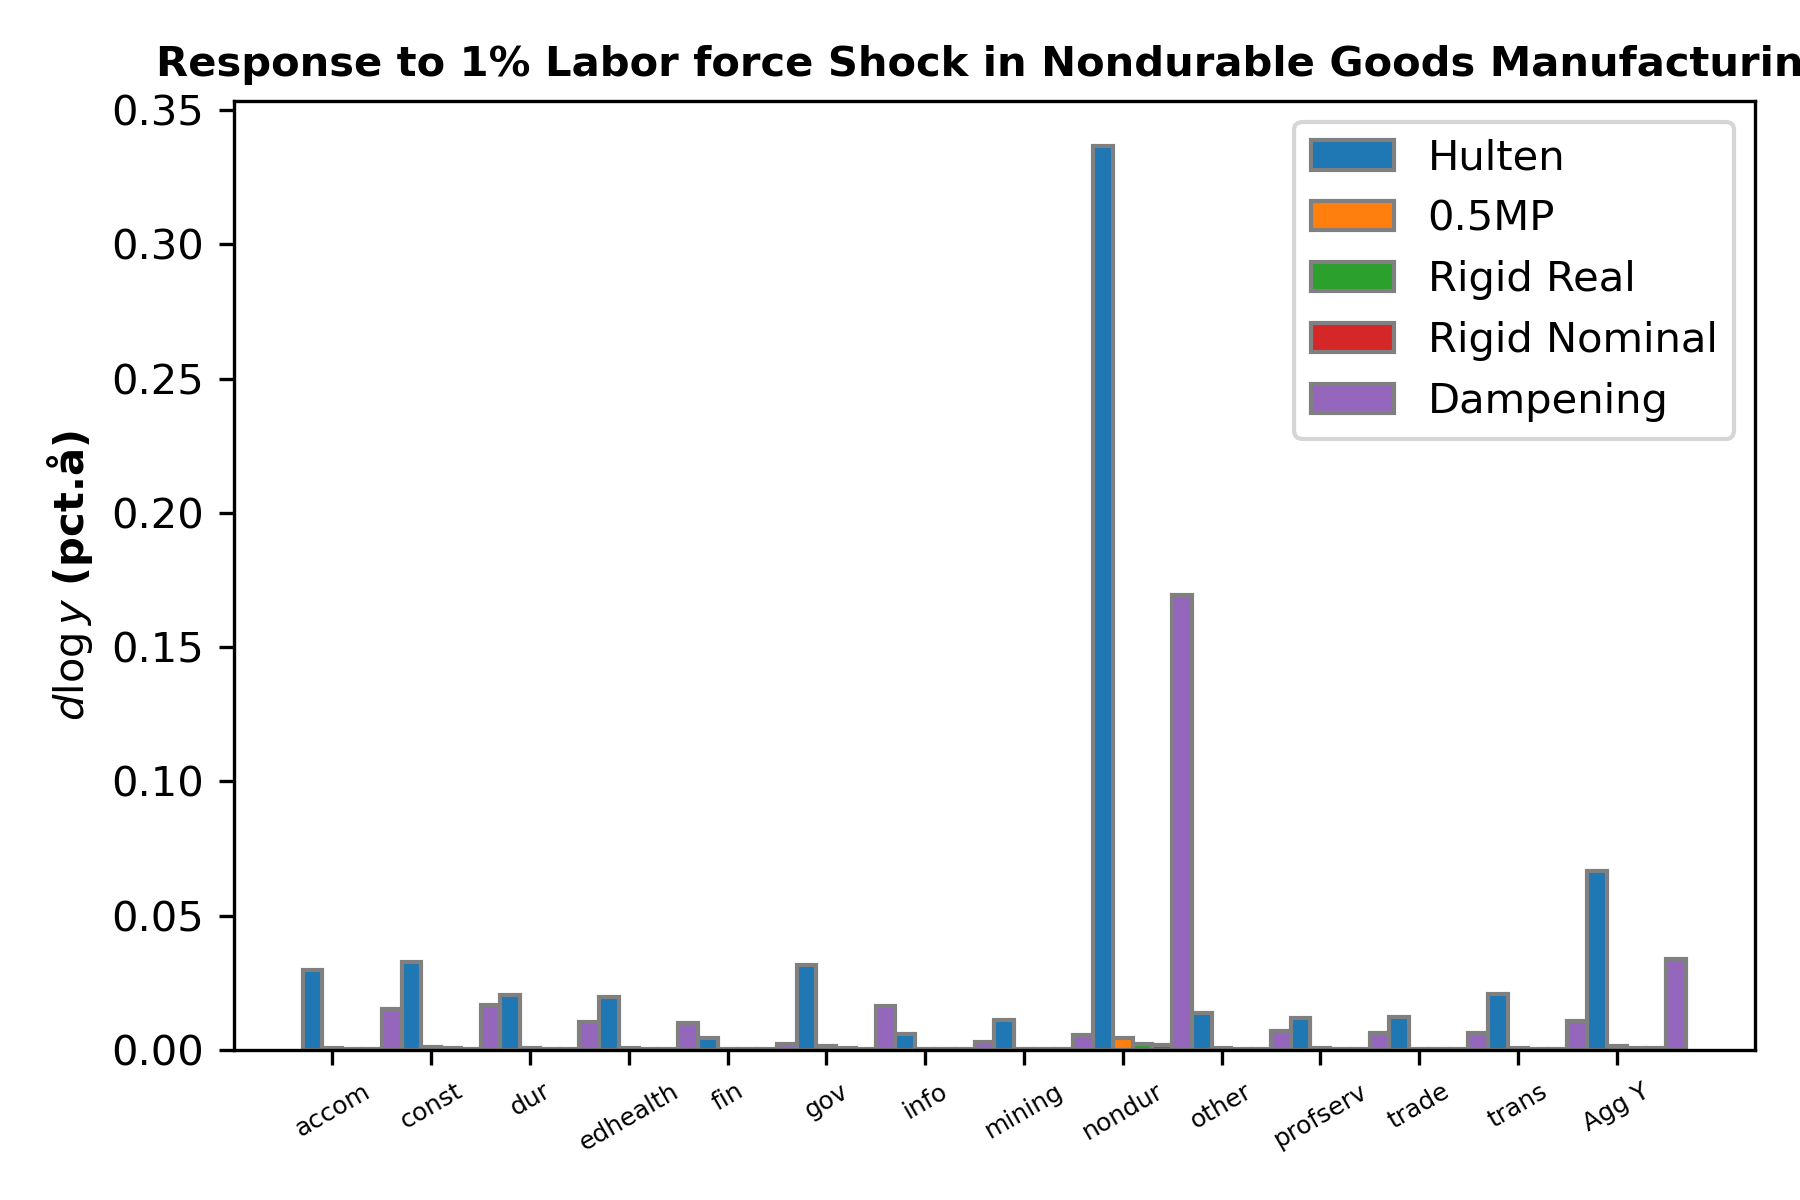 Response to 1% Labor force Shock in Nondurable Goods Manufacturin
0.35
0.30
0.25
0.20
0.15
0.10
0.05
0.00
dlog y (pct.å)
Hulten
0.5MP
Rigid Real
Rigid Nominal
Dampening
accom const dur edhealth fin gov info mining nondur other profserv trade trans Agg Y